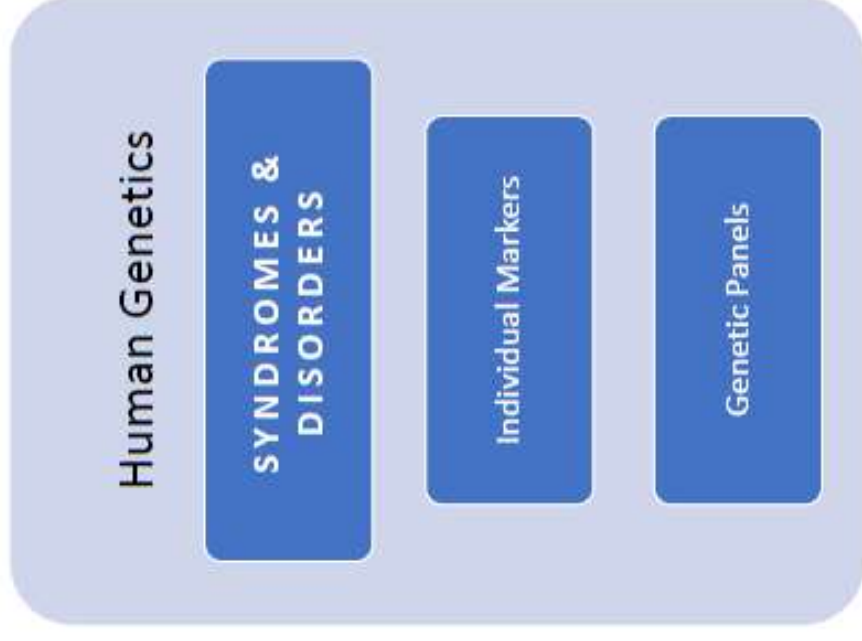 Human Genetics
SYNDROMES &
DISORDERS
Individual Markers
Genetic Panels